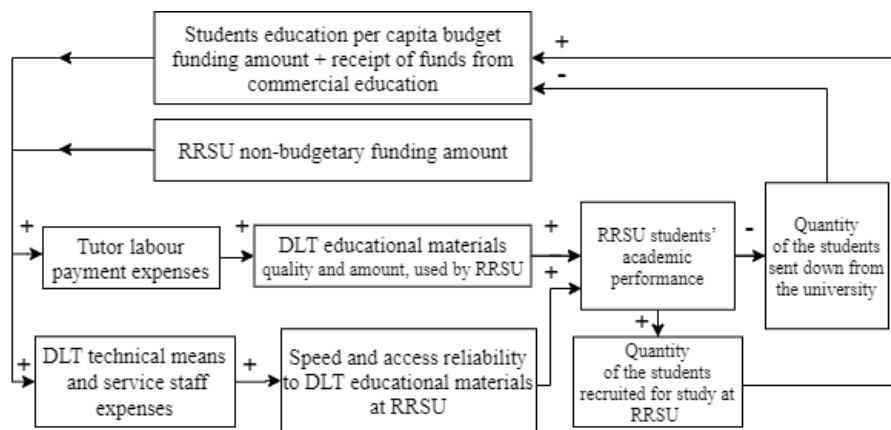 Students education per capita budget
funding amount + receipt of funds from
commercial education
+
-
RRSU non-budgetary funding amount
+
Tutor labour
payment expenses
+
DLT educational materials
quality and amount, used by RRSU
+
+
RRSU students'
academic
performance
-
Quantity
of the students
sent down from
the university
+
DLT technical means
and service staff
expenses
+
Speed and access reliability
to DLT educational materials
at RRSU
+
Quantity
of the students
recruited for study at
RRSU